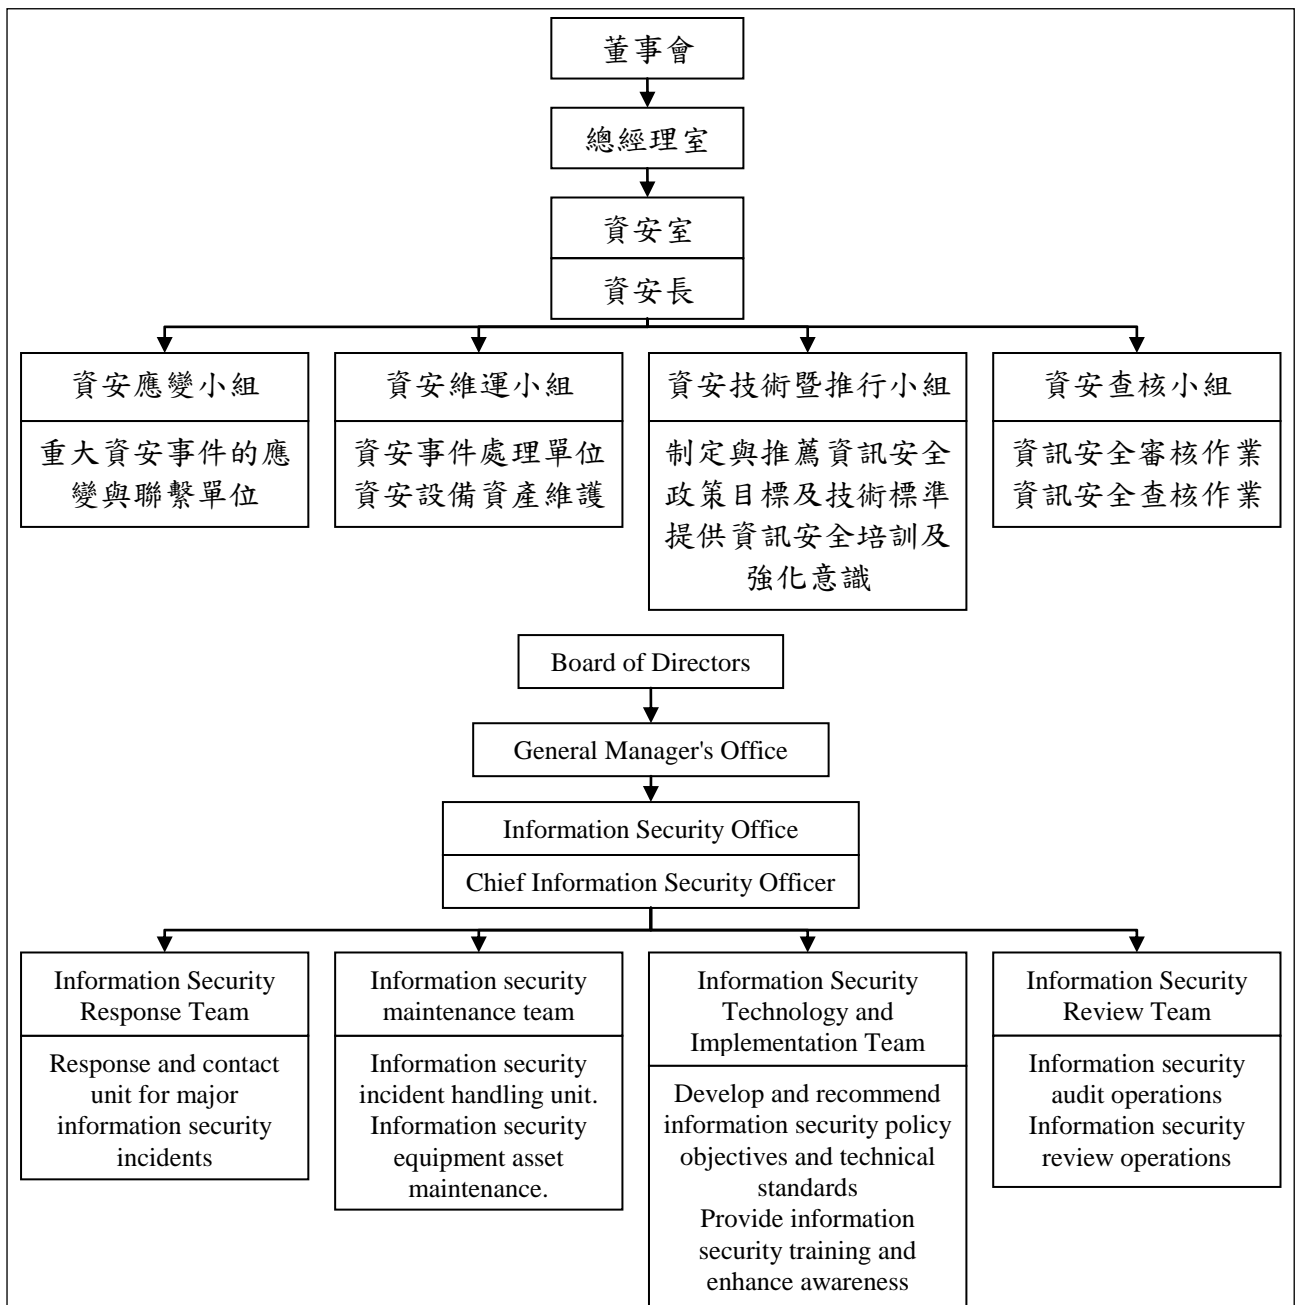 董事會
總經理室
資安室
資安長
資安應變小組
重大資安事件的應
變與聯繫單位
資安維運小組
資安事件處理單位
資安設備資產維護
資安技術暨推行小組
制定與推薦資訊安全
政策目標及技術標準
提供資訊安全培訓及
強化意識
資安查核小組
資訊安全審核作業
資訊安全查核作業
Board of Directors
General Manager's Office
Information Security Office
Chief Information Security Officer
Information Security
Response Team
Response and contact
unit for major
information security
incidents
Information security
maintenance team
Information security
incident handling unit.
Information security
equipment asset
maintenance.
Information Security
Technology and
Implementation Team
Develop and recommend
information security policy
objectives and technical
standards
Provide information
security training and
enhance awareness
Information Security
Review Team
Information security
audit operations
Information security
review operations